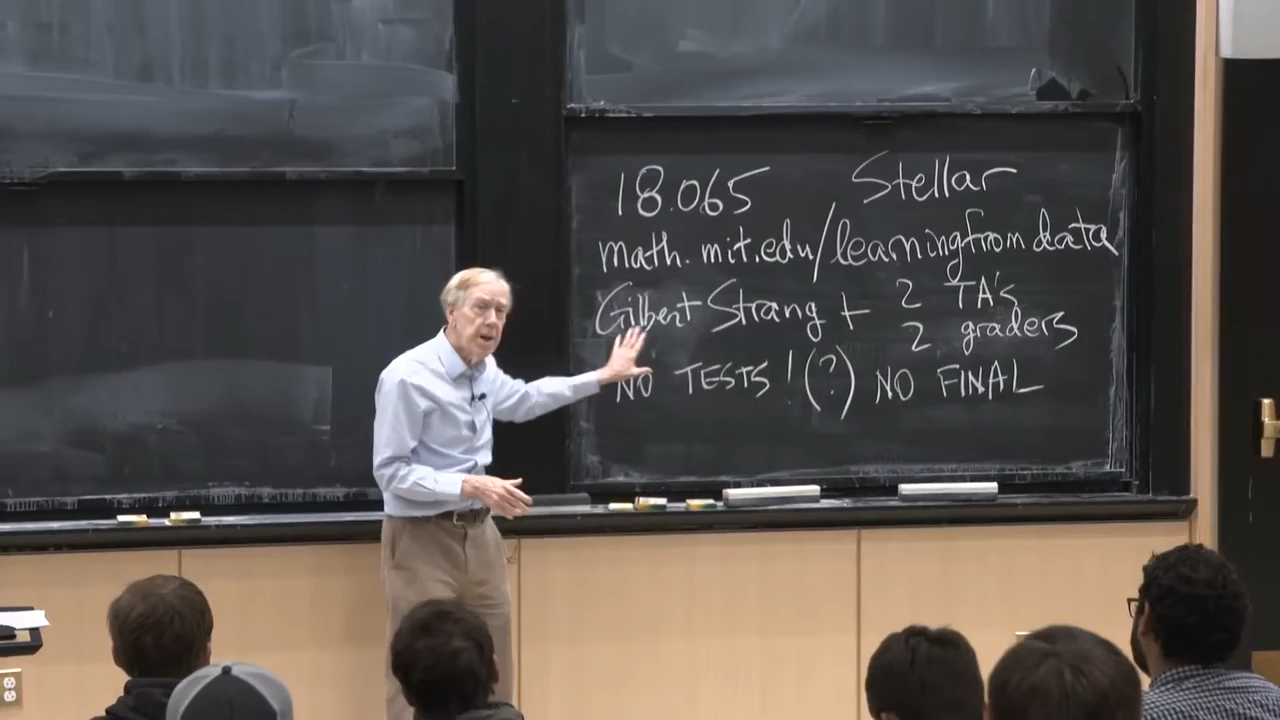 18.065 Stellar
math.mit.edu/learningfromdata
Gilbert Strang + 2 TA's
2 graders
NO TESTS ! (?) NO FINAL